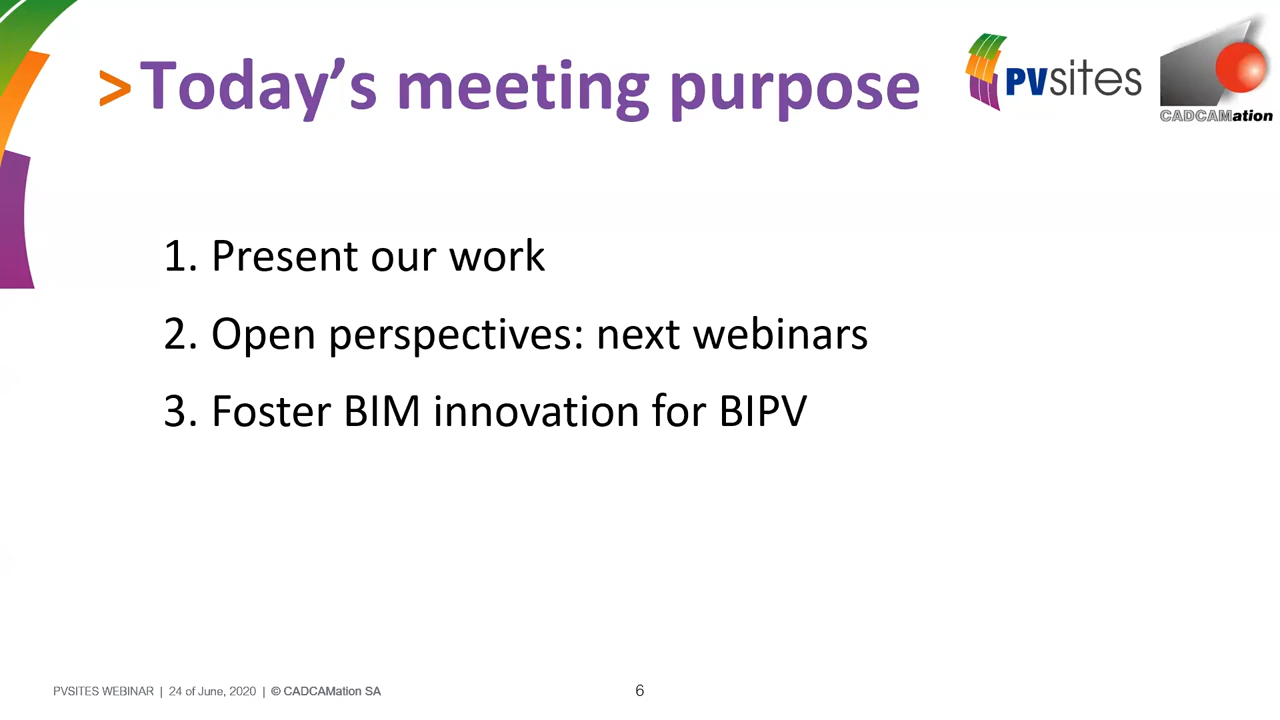 >Today's meeting purpose
PVsites
CADCAMation
1. Present our work
2. Open perspectives: next webinars
3. Foster BIM innovation for BIPV
PVSITES WEBINAR | 24 of June, 2020 | © CADCAMation SA
6